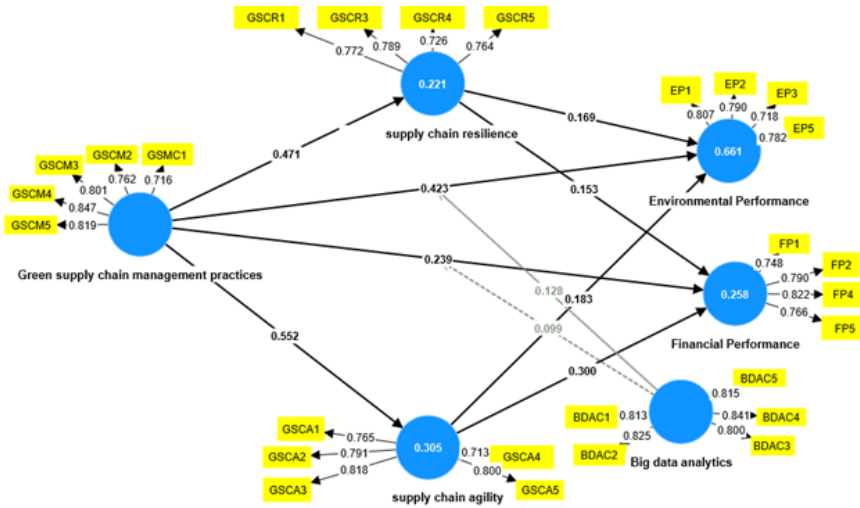 GSCR1
GSCR3
GSCR4
GSCR5
0.772
0.789
0.726
0.764
0.221
supply chain resilience
EP1
EP2
EP3
EP5
0.807
0.790
0.718
0.782
0.661
Environmental Performance
0.169
0.471
0.423
0.153
GSCM3
GSCM2
GSMC1
GSCM4
GSCM5
0.801
0.762
0.716
0.847
0.819
Green supply chain management practices
0.239
0.128
0.183
0.099
0.552
0.300
FP1
FP2
FP4
FP5
0.748
0.790
0.822
0.766
0.258
Financial Performance
BDAC5
BDAC1
BDAC4
BDAC2
BDAC3
0.815
0.813
0.841
0.825
0.800
Big data analytics
GSCA1
GSCA2
GSCA3
GSCA4
GSCA5
0.765
0.791
0.818
0.713
0.800
0.305
supply chain agility